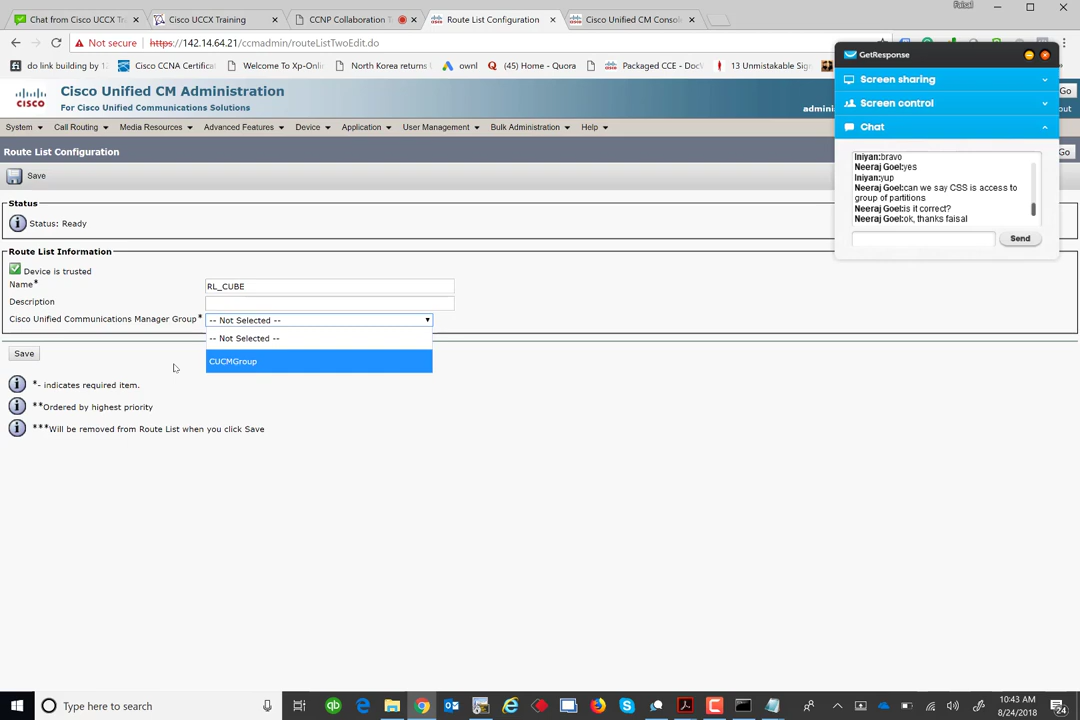 Faisal
Chat from Cisco UCCX Tr
Cisco UCCX Training
CCNP Collaboration T
Route List Configuration
Cisco Unified CM Consol
Not secure
https://142.14.64.21/ccmadmin/routeListTwoEdit.do
do link building by 1
Cisco CCNA Certificat
Welcome To Xp-Onli
North Korea returns
ownl
(45) Home - Quora
Packaged CCE - Doc
13 Unmistakable Sig
GetResponse
Screen sharing
Screen control
Chat
Iniyan:bravo
Neeraj Goel:yes
Iniyan:yup
Neeraj Goel:can we say CSS is access to
group of partitions
Neeraj Goel:is it correct?
Neeraj Goel:ok, thanks faisal
Send
CISCO
Cisco Unified CM Administration
For Cisco Unified Communications Solutions
admini
Go
out
System
Call Routing
Media Resources
Advanced Features
Device
Application
User Management
Bulk Administration
Help
Route List Configuration
Go
Save
Status
Status: Ready
Route List Information
Device is trusted
Name*
RL_CUBE
Description
Cisco Unified Communications Manager Group*
-- Not Selected --
-- Not Selected --
CUCMGroup
Save
*- indicates required item.
**Ordered by highest priority
***Will be removed from Route List when you click Save
Type here to search
10:43 AM
8/24/2018
24